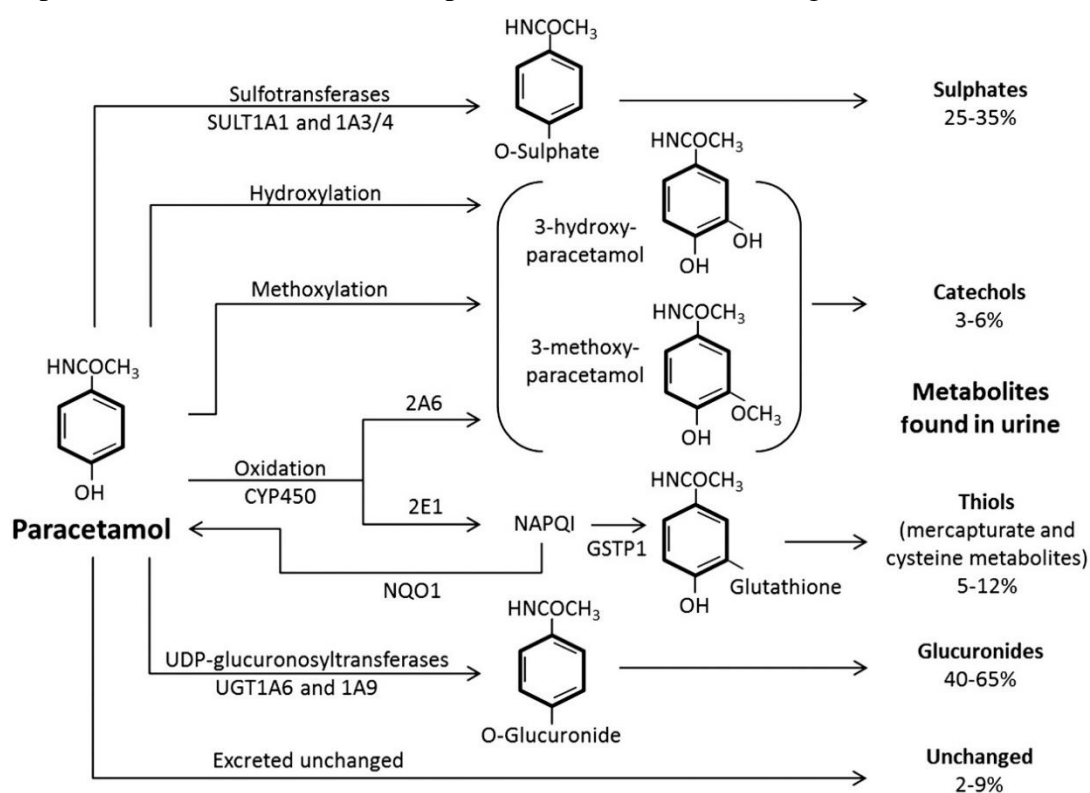 HNCOCH3
Sulfotransferases
SULT1A1 and 1A3/4
O-Sulphate
Sulphates
25-35%
Hydroxylation
HNCOCH3
3-hydroxy-
paracetamol
OH
OH
Methoxylation
HNCOCH3
3-methoxy-
paracetamol
OCH3
OH
Catechols
3-6%
Metabolites
found in urine
HNCOCH3
OH
Paracetamol
Oxidation
CYP450
2A6
2E1
NAPQI
GSTP1
NQO1
HNCOCH3
Glutathione
OH
Thiols
(mercapturate and
cysteine metabolites)
5-12%
UDP-glucuronosyltransferases
UGT1A6 and 1A9
HNCOCH3
O-Glucuronide
Glucuronides
40-65%
Excreted unchanged
Unchanged
2-9%